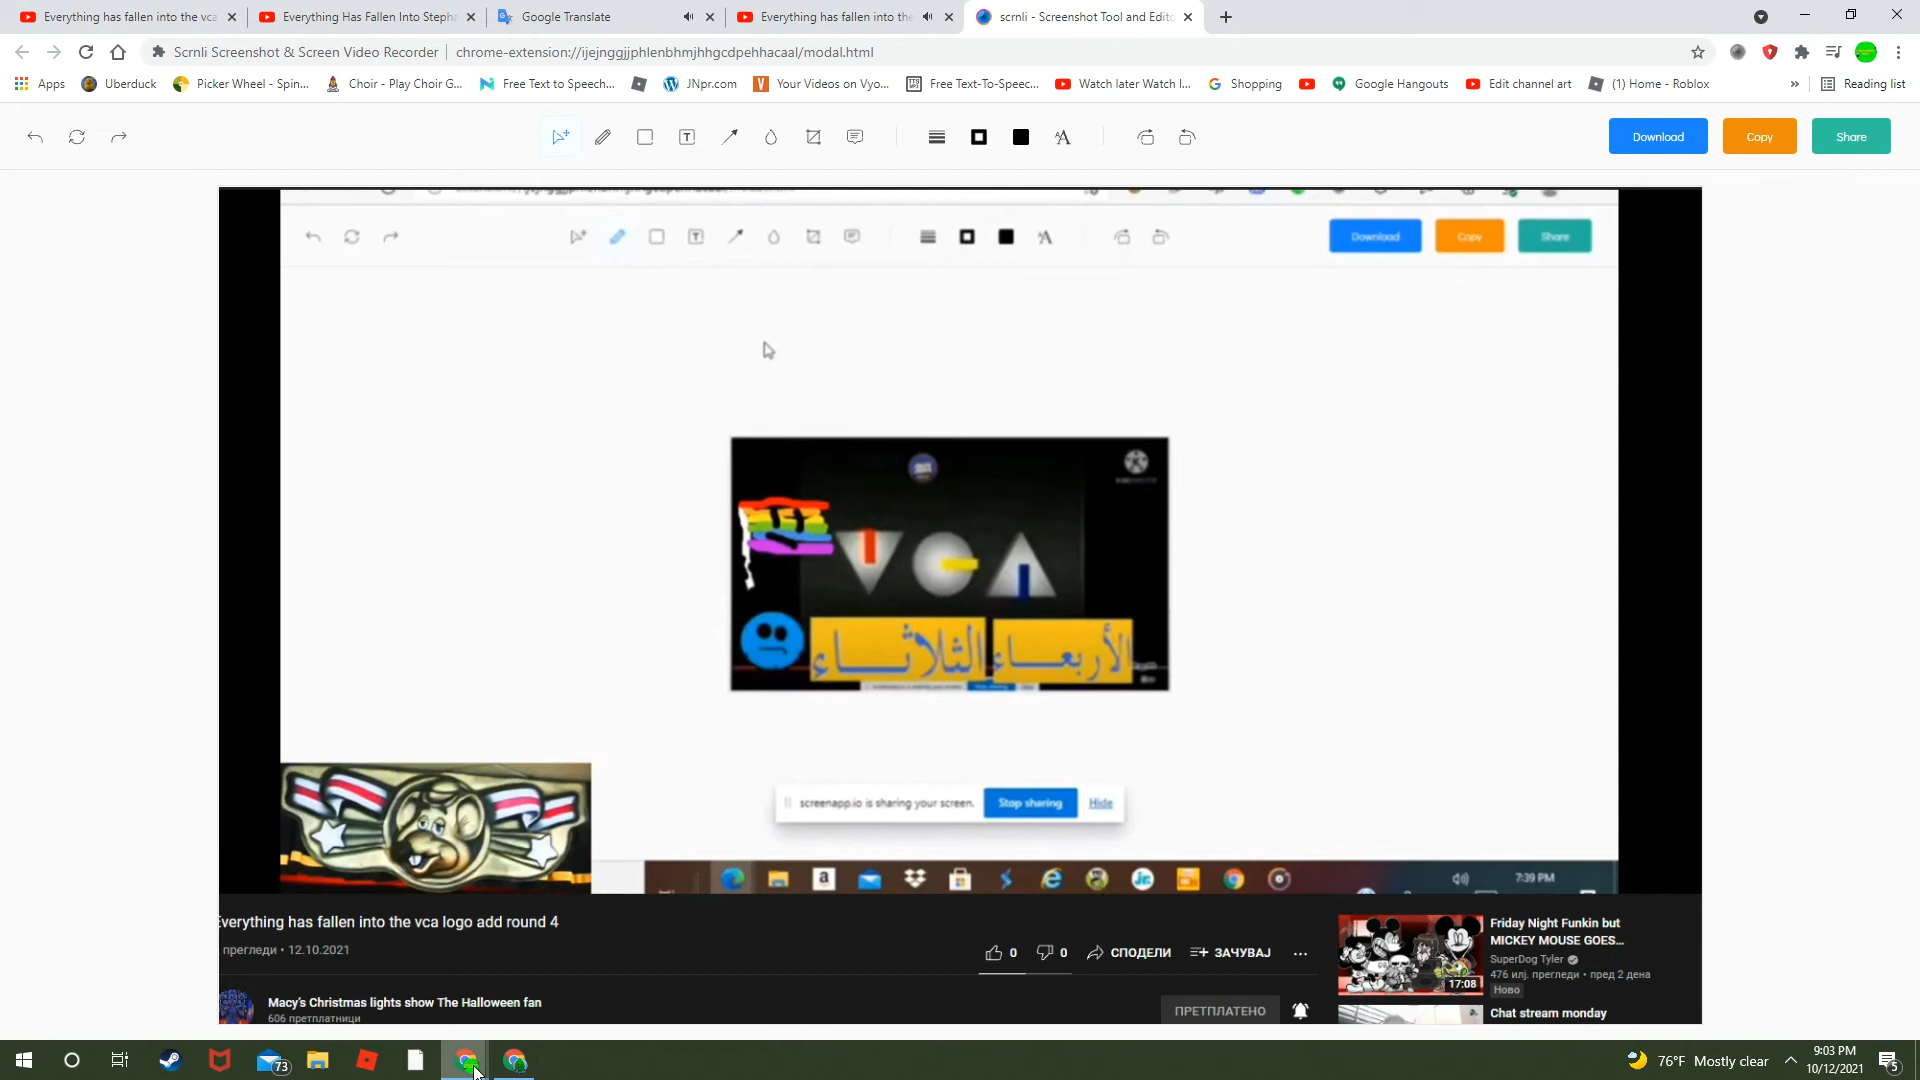 Everything has fallen into the vca
Everything Has Fallen Into Steph
Google Translate
Everything has fallen into the
scrnli - Screenshot Tool and Edit
Scrnli Screenshot & Screen Video Recorder
chrome-extension://ijejnggjjphlenbhmjhhgcdpehhacaal/modal.html
Apps
Uberduck
Picker Wheel - Spin...
Choir - Play Choir G...
Free Text to Speech...
JNpr.com
Your Videos on Vyo...
Free Text-To-Speec...
Watch later Watch l...
Shopping
Google Hangouts
Edit channel art
(1) Home - Roblox
»
Reading list
Download
Copy
Share
Download
Copy
Share
VCA
الأربعاء الثلاثاء
screenapp.io is sharing your screen.
Stop sharing
Hide
7:39 PM
Everything has fallen into the vca logo add round 4
прегледи • 12.10.2021
0
0
СПОДЕЛИ
ЗАЧУВАЈ
Macy's Christmas lights show The Halloween fan
606 претплатници
ПРЕТПЛАТЕНО
Friday Night Funkin but
MICKEY MOUSE GOES...
SuperDog Tyler
476 илј. прегледи • пред 2 дена
Ново
17:08
Chat stream monday
73
76°F Mostly clear
9:03 PM
10/12/2021
5